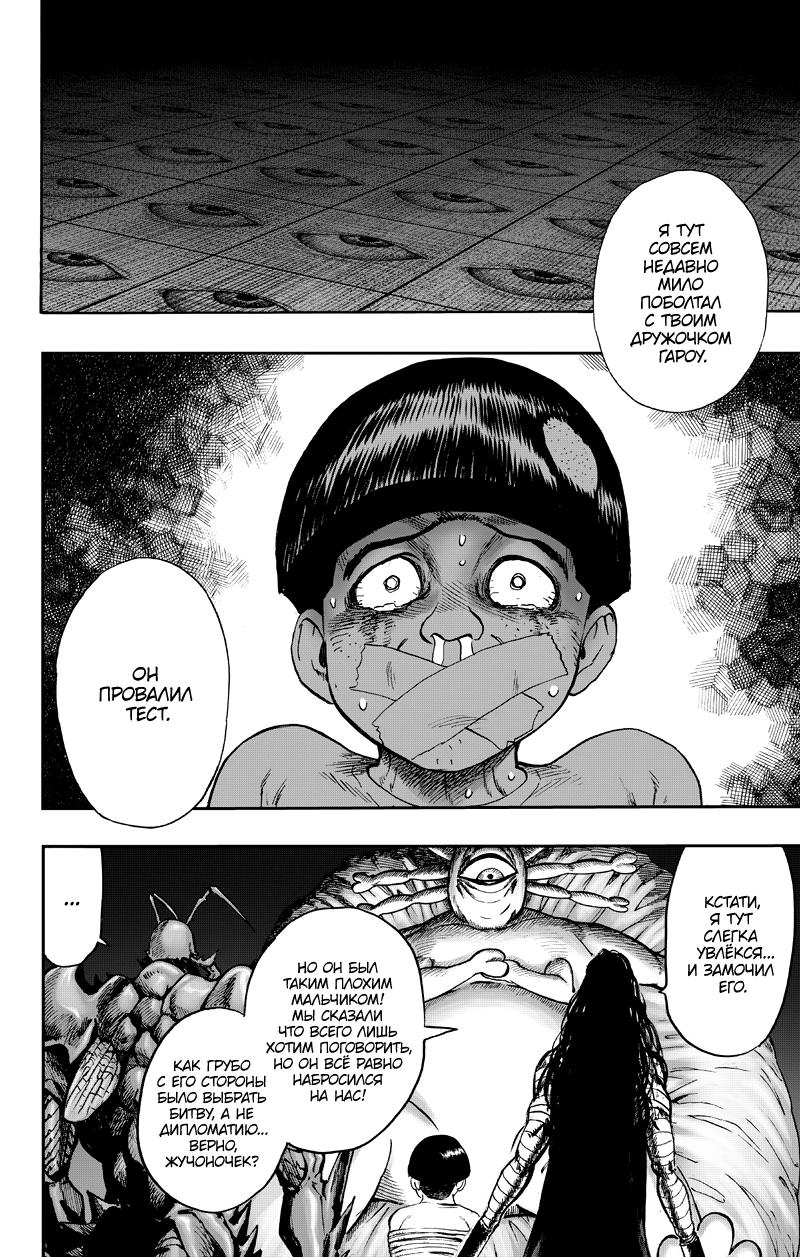 Я ТУТ
СОВСЕМ
НЕДАВНО
МИЛО
ПОБОЛТАЛ
С ТВОИМ
ДРУЖОЧКОМ
ГАРОУ.
ОН
ПРОВАЛИЛ
ТЕСТ.
КСТАТИ,
Я ТУТ
СЛЕГКА
УВЛЁКСЯ...
И ЗАМОЧИЛ
ЕГО.
...
НО ОН БЫЛ
ТАКИМ ПЛОХИМ
МАЛЬЧИКОМ!
МЫ СКАЗАЛИ
ЧТО ВСЕГО ЛИШЬ
ХОТИМ ПОГОВОРИТЬ,
НО ОН ВСЁ РАВНО
НАБРОСИЛСЯ
НА НАС!
КАК ГРУБО
С ЕГО СТОРОНЫ
БЫЛО ВЫБРАТЬ
БИТВУ, А НЕ
ДИПЛОМАТИЮ...
ВЕРНО,
ЖУЧОНОЧЕК?